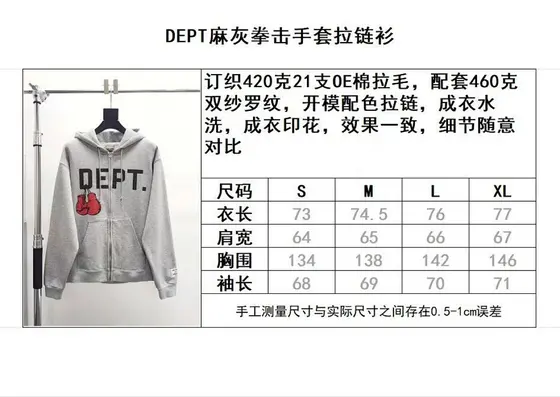 DEPT麻灰拳击手套拉链衫
订织420克21支OE棉拉毛，配套460克
双纱罗纹，开模配色拉链，成衣水
洗，成衣印花，效果一致，细节随意
对比
DEPT.
尺码 S M L XL
衣长 73 74.5 76 77
肩宽 64 65 66 67
胸围 134 138 142 146
袖长 68 69 70 71
手工测量尺寸与实际尺寸之间存在0.5-1cm误差